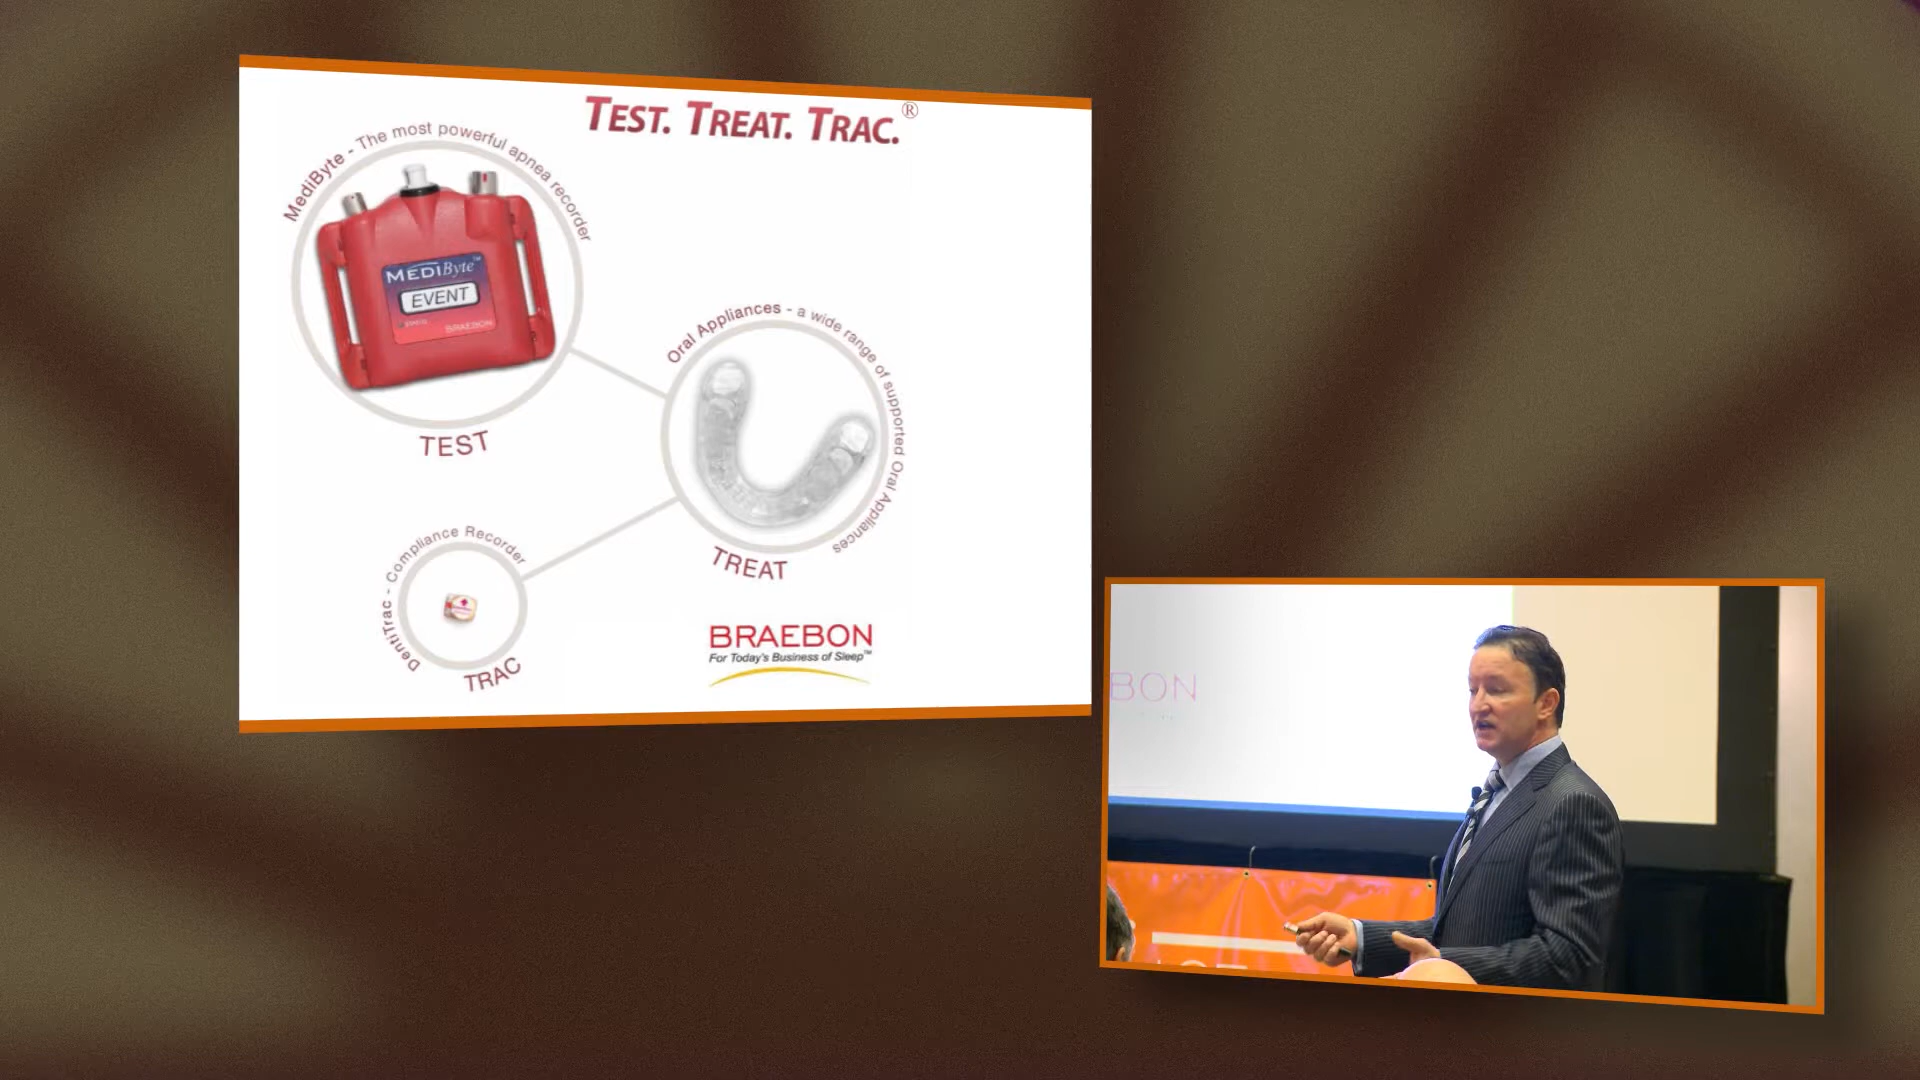 TEST. TREAT. TRAC.®
MediByte - The most powerful apnea recorder
MEDIByte™
EVENT
BRAEBON
TEST
Oral Appliances - a wide range of supported Oral Appliances
TREAT
DentiTrac - Compliance Recorder
TRAC
BRAEBON
For Today's Business of Sleep™
BON